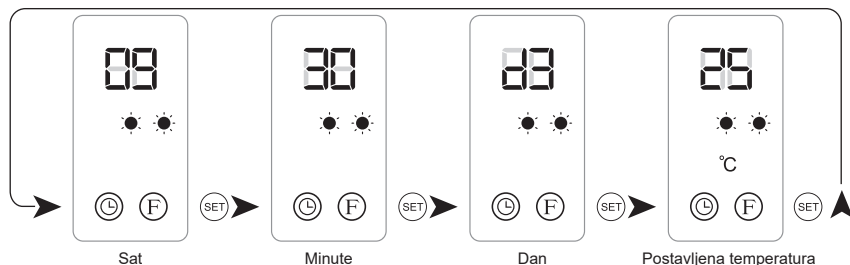 09 30 d3 25
°C
F SET F SET F SET F SET
Sat Minute Dan Postavljena temperatura